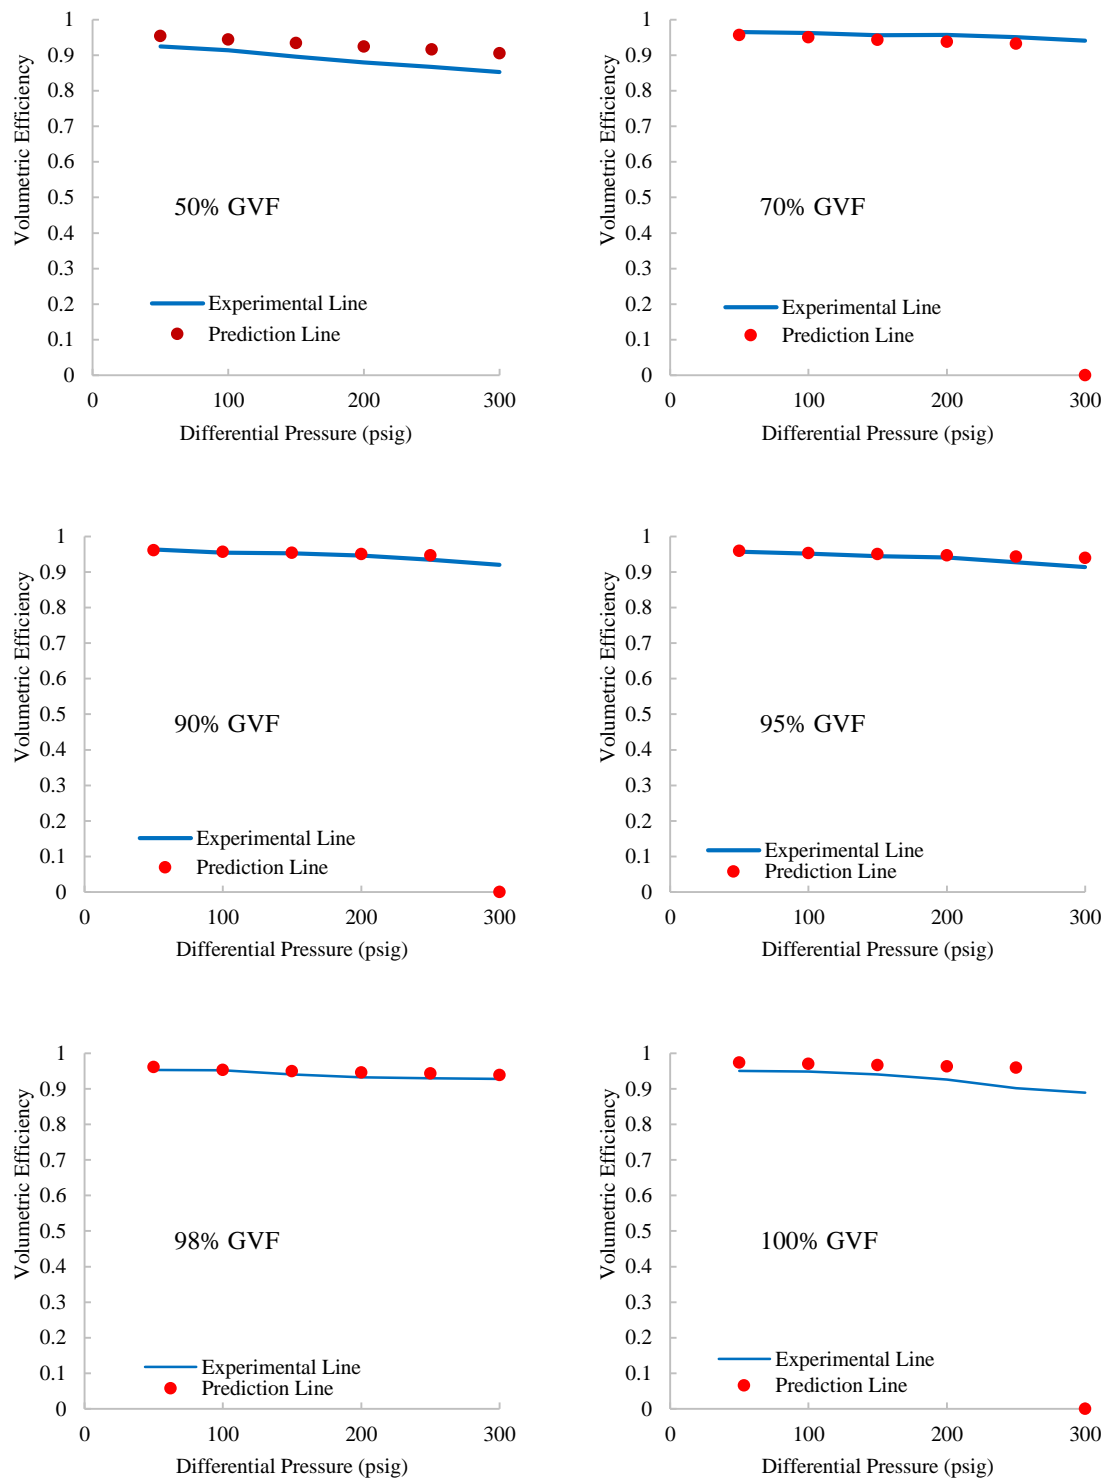 1
0.9
0.8
0.7
0.6
0.5
0.4
0.3
0.2
0.1
0
Volumetric Efficiency
50% GVF
Experimental Line
Prediction Line
0 100 200 300
Differential Pressure (psig)
1
0.9
0.8
0.7
0.6
0.5
0.4
0.3
0.2
0.1
0
Volumetric Efficiency
70% GVF
Experimental Line
Prediction Line
0 100 200 300
Differential Pressure (psig)
1
0.9
0.8
0.7
0.6
0.5
0.4
0.3
0.2
0.1
0
Volumetric Efficiency
90% GVF
Experimental Line
Prediction Line
0 100 200 300
Differential Pressure (psig)
1
0.9
0.8
0.7
0.6
0.5
0.4
0.3
0.2
0.1
0
Volumetric Efficiency
95% GVF
Experimental Line
Prediction Line
0 100 200 300
Differential Pressure (psig)
1
0.9
0.8
0.7
0.6
0.5
0.4
0.3
0.2
0.1
0
Volumetric Efficiency
98% GVF
Experimental Line
Prediction Line
0 100 200 300
Differential Pressure (psig)
1
0.9
0.8
0.7
0.6
0.5
0.4
0.3
0.2
0.1
0
Volumetric Efficiency
100% GVF
Experimental Line
Prediction Line
0 100 200 300
Differential Pressure (psig)